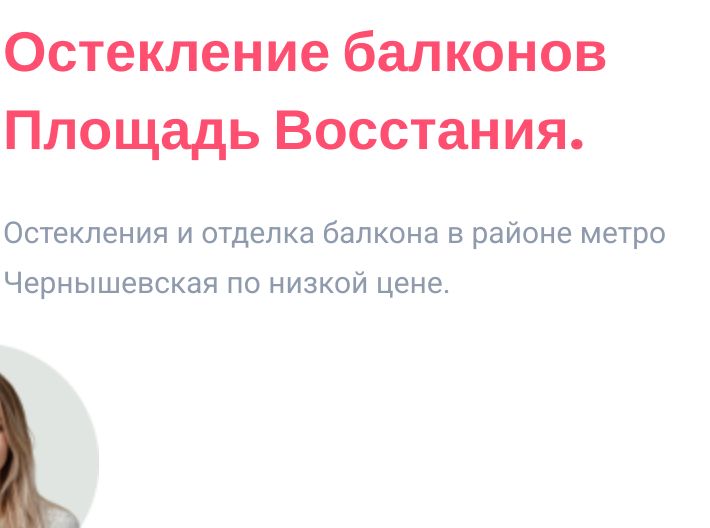 Остекление балконов
Площадь Восстания.
Остекления и отделка балкона в районе метро
Чернышевская по низкой цене.